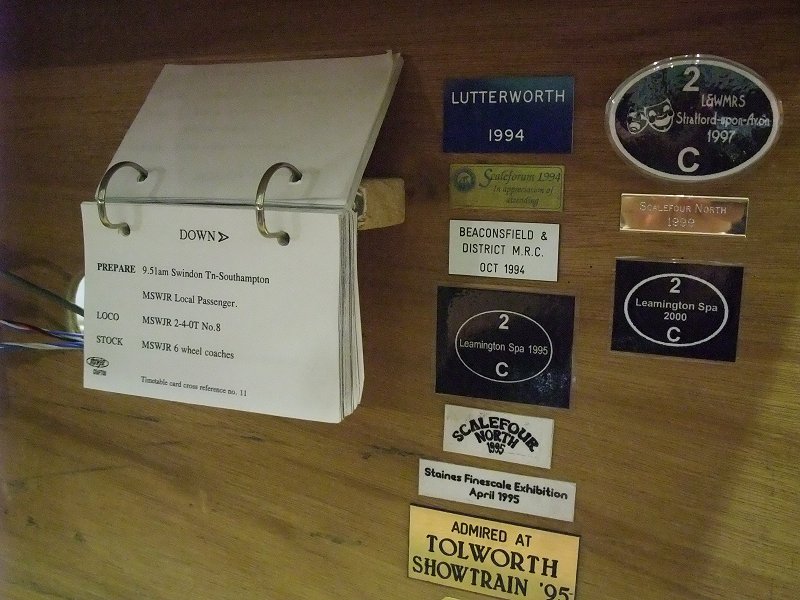 DOWN
PREPARE 9.51am Swindon Tn-Southampton
MSWJR Local Passenger.
LOCO MSWJR 2-4-0T No.8
STOCK MSWJR 6 wheel coaches
Timetable card cross reference no. 11
LUTTERWORTH
1994
Scaleforum 1994
In appreciation of
attending
BEACONSFIELD &
DISTRICT M.R.C.
OCT 1994
2
Leamington Spa 1995
C
SCALEFOUR
NORTH
1995
Staines Finescale Exhibition
April 1995
ADMIRED AT
TOLWORTH
SHOWTRAIN '95
2
L&WMRS
Stratford-upon-Avon
1997
C
SCALEFOUR NORTH
1999
2
Leamington Spa
2000
C